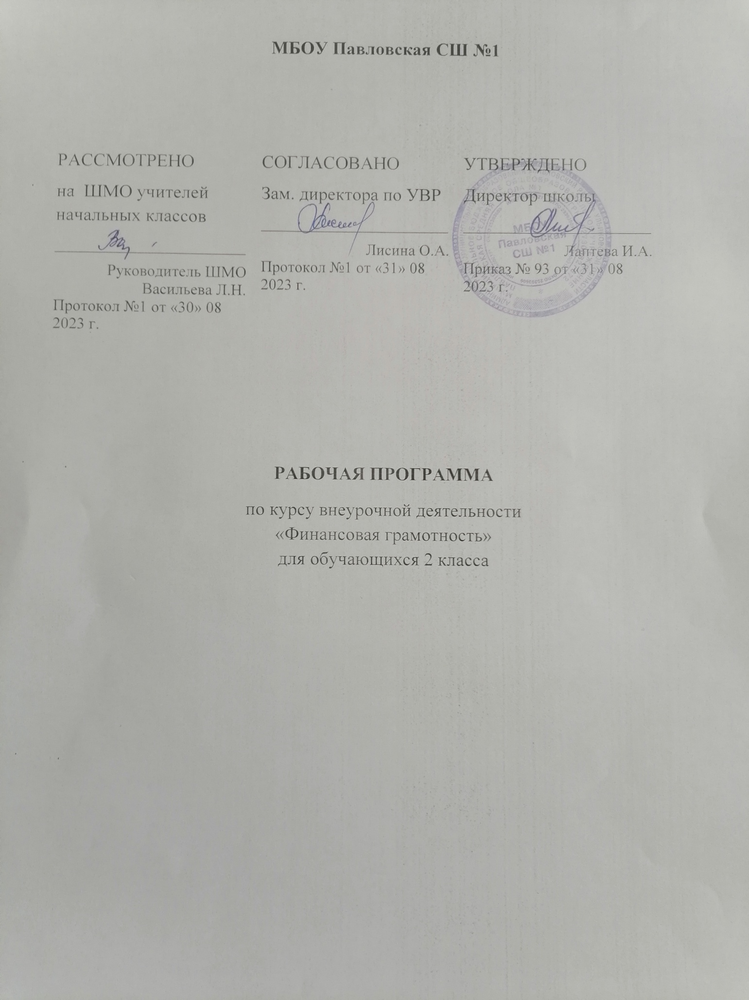 МБОУ Павловская СШ №1
РАССМОТРЕНО
на ШМО учителей
начальных классов
Руководитель ШМО
Васильева Л.Н.
Протокол №1 от «30» 08
2023 г.
СОГЛАСОВАНО
Зам. директора по УВР
Лисина О.А.
Протокол №1 от «31» 08
2023 г.
УТВЕРЖДЕНО
Директор школы
Лаптева И.А.
Приказ № 93 от «31» 08
2023 г.
Павловская
СШ №1
РАБОЧАЯ ПРОГРАММА
по курсу внеурочной деятельности
«Финансовая грамотность»
для обучающихся 2 класса